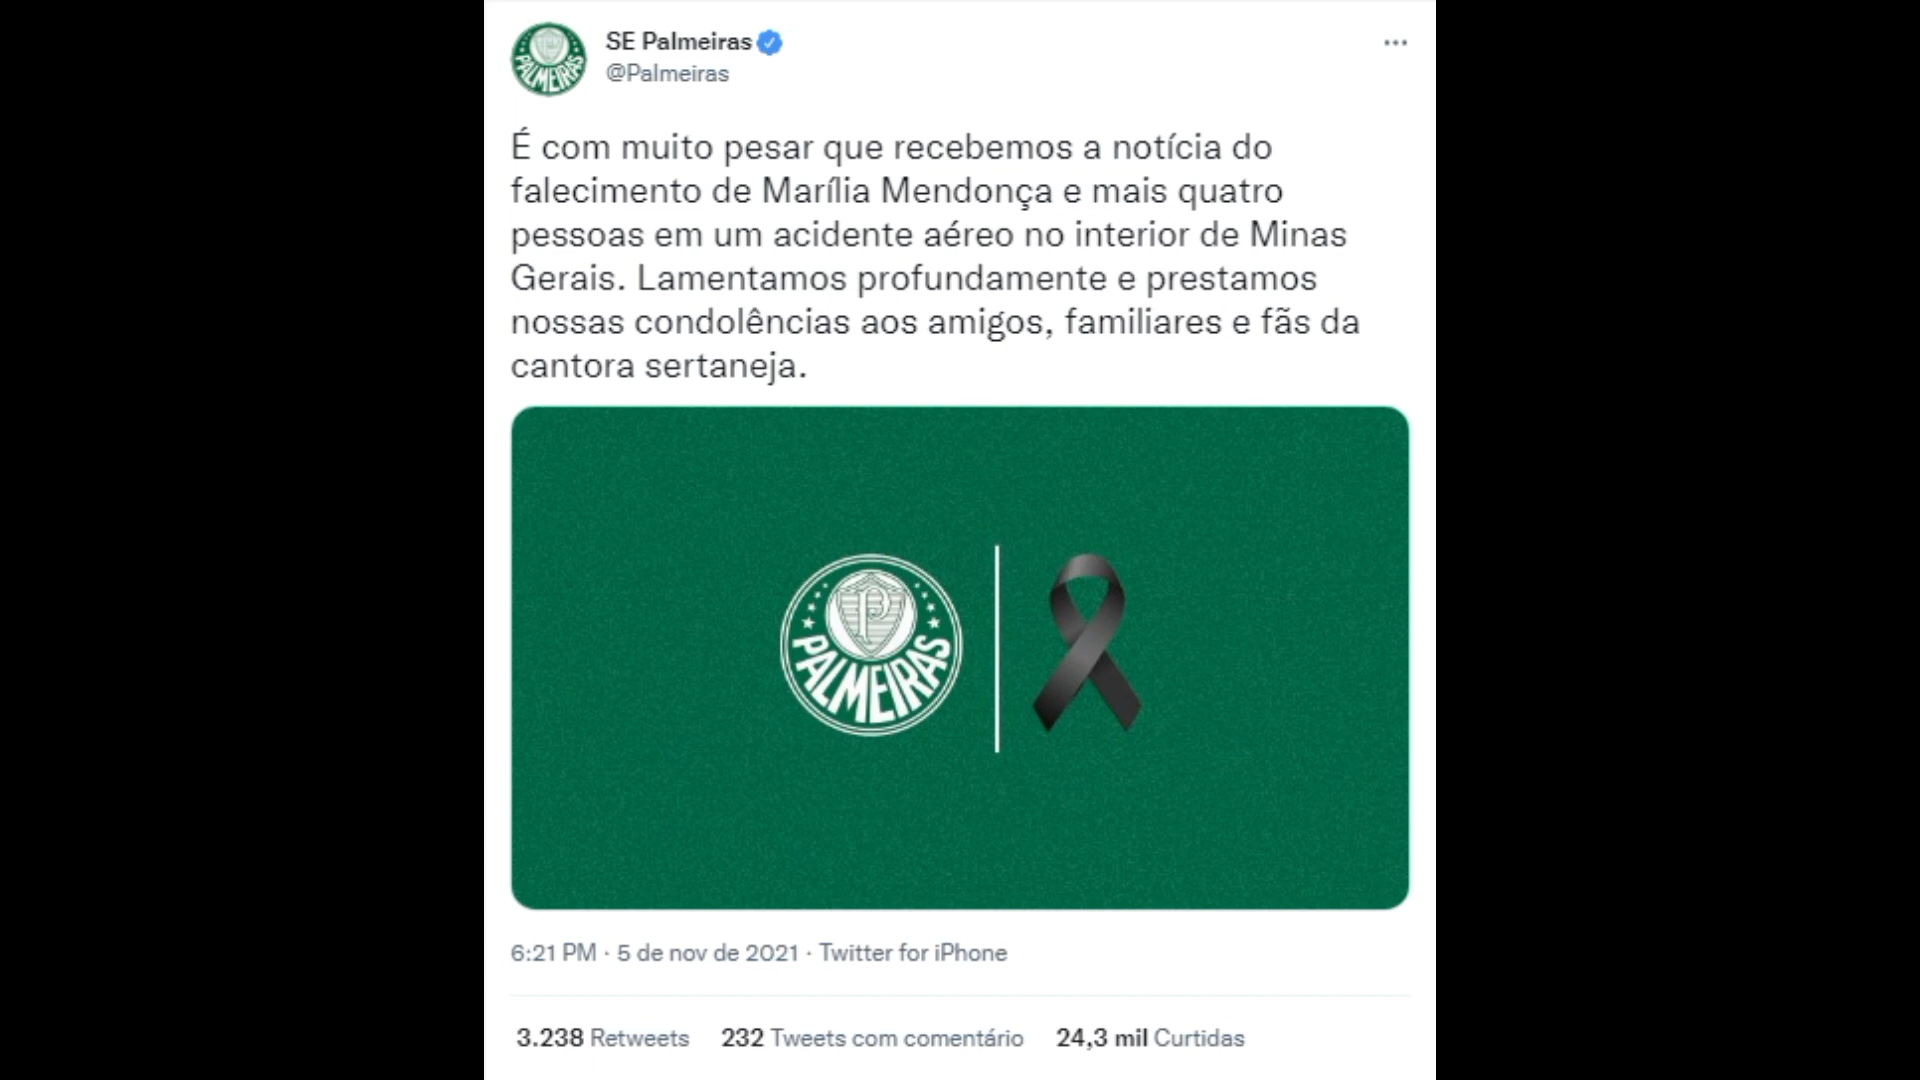 SE Palmeiras
@Palmeiras
É com muito pesar que recebemos a notícia do
falecimento de Marília Mendonça e mais quatro
pessoas em um acidente aéreo no interior de Minas
Gerais. Lamentamos profundamente e prestamos
nossas condolências aos amigos, familiares e fãs da
cantora sertaneja.
P
PALMEIRAS
6:21 PM · 5 de nov de 2021 · Twitter for iPhone
3.238 Retweets 232 Tweets com comentário 24,3 mil Curtidas